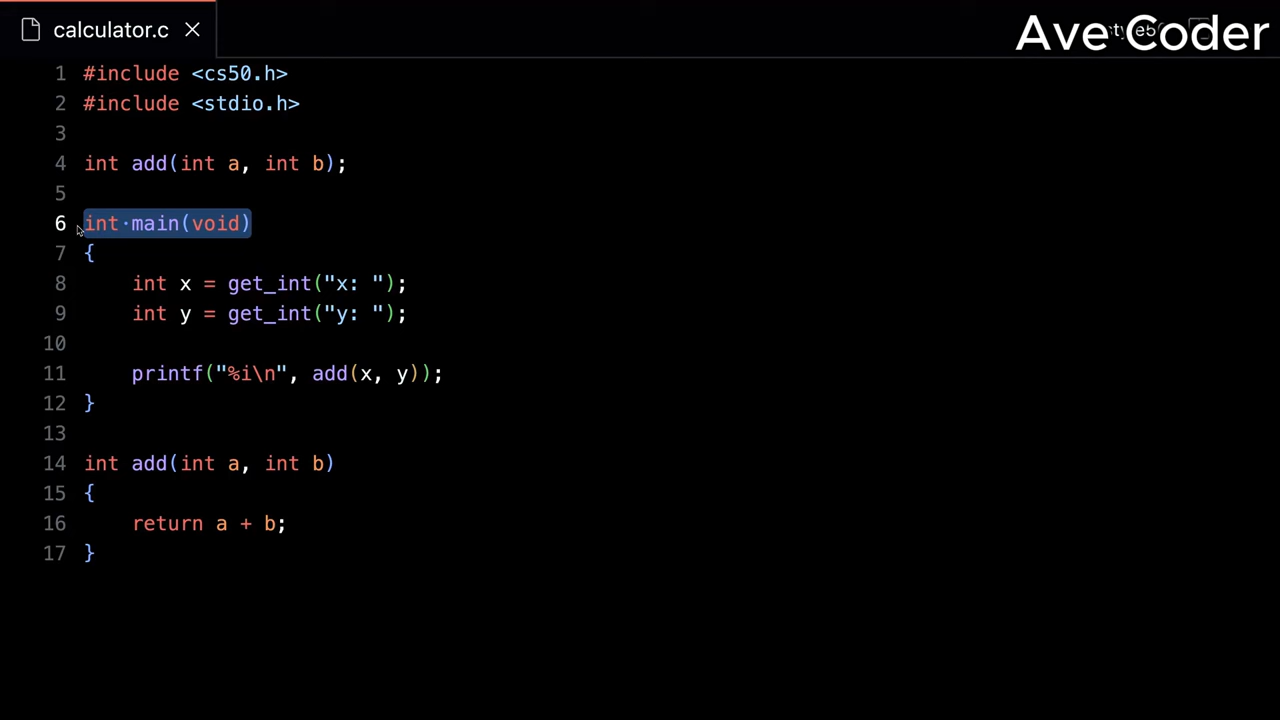 calculator.c
Ave Coder
1 #include <cs50.h>
2 #include <stdio.h>
3
4 int add(int a, int b);
5
6 int·main(void)
7 {
8     int x = get_int("x: ");
9     int y = get_int("y: ");
10
11     printf("%i\n", add(x, y));
12 }
13
14 int add(int a, int b)
15 {
16     return a + b;
17 }